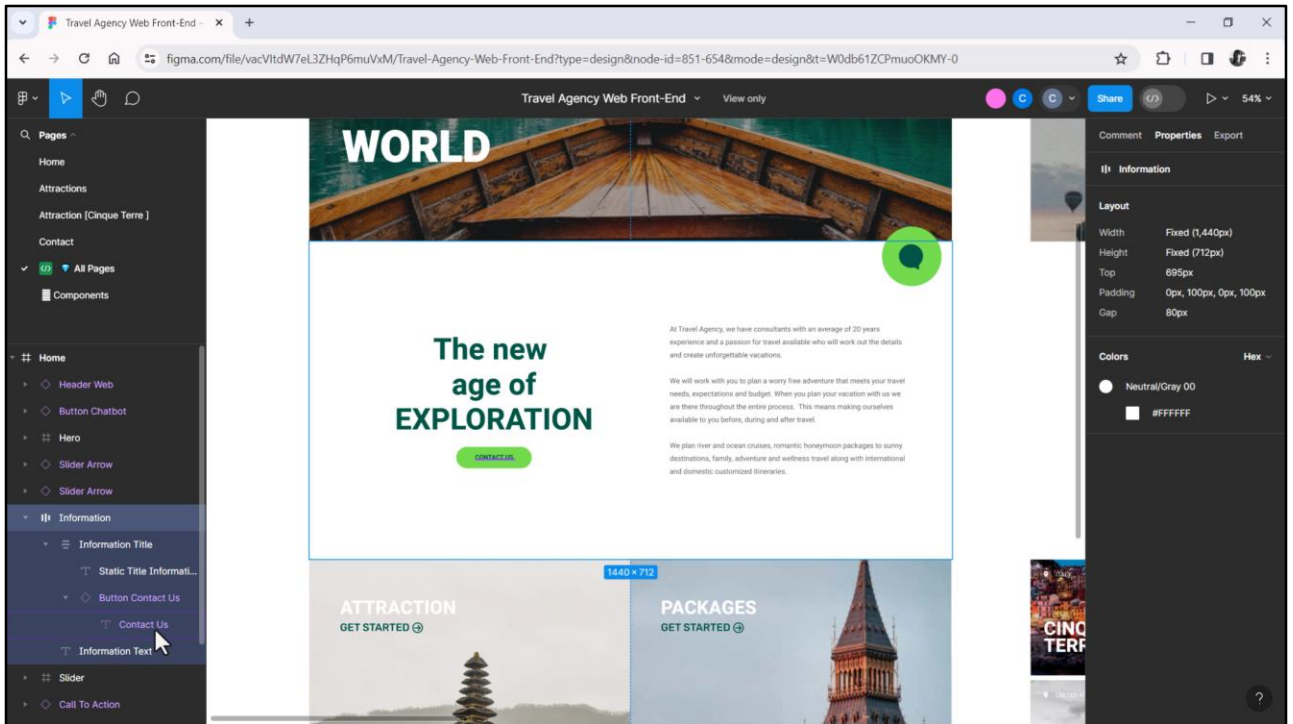 Travel Agency Web Front-End –
figma.com/file/vacVItdW7eL3ZHqP6muVxM/Travel-Agency-Web-Front-End?type=design&node-id=851-654&mode=design&t=W0db61ZCPmuoOKMY-0
Travel Agency Web Front-End
View only
C
C
Share
54%
Pages
Home
Attractions
Attraction [Cinque Terre ]
Contact
All Pages
Components
Home
Header Web
Button Chatbot
Hero
Slider Arrow
Slider Arrow
Information
Information Title
Static Title Informati...
Button Contact Us
Contact Us
Information Text
Slider
Call To Action
WORLD
The new
age of
EXPLORATION
CONTACT US.
At Travel Agency, we have consultants with an average of 20 years
experience and a passion for travel available who will work out the details
and create unforgettable vacations.
We will work with you to plan a worry free adventure that meets your travel
needs, expectations and budget. When you plan your vacation with us we
are there throughout the entire process. This means making ourselves
available to you before, during and after travel.
We plan river and ocean cruises, romantic honeymoon packages to sunny
destinations, family, adventure and wellness travel along with international
and domestic customized itineraries.
1440 × 712
ATTRACTION
GET STARTED
PACKAGES
GET STARTED
ITALY
CINQ
TERR
Comment
Properties
Export
Information
Layout
Width
Fixed (1,440px)
Height
Fixed (712px)
Top
695px
Padding
0px, 100px, 0px, 100px
Gap
80px
Colors
Hex
Neutral/Gray 00
#FFFFFF
?